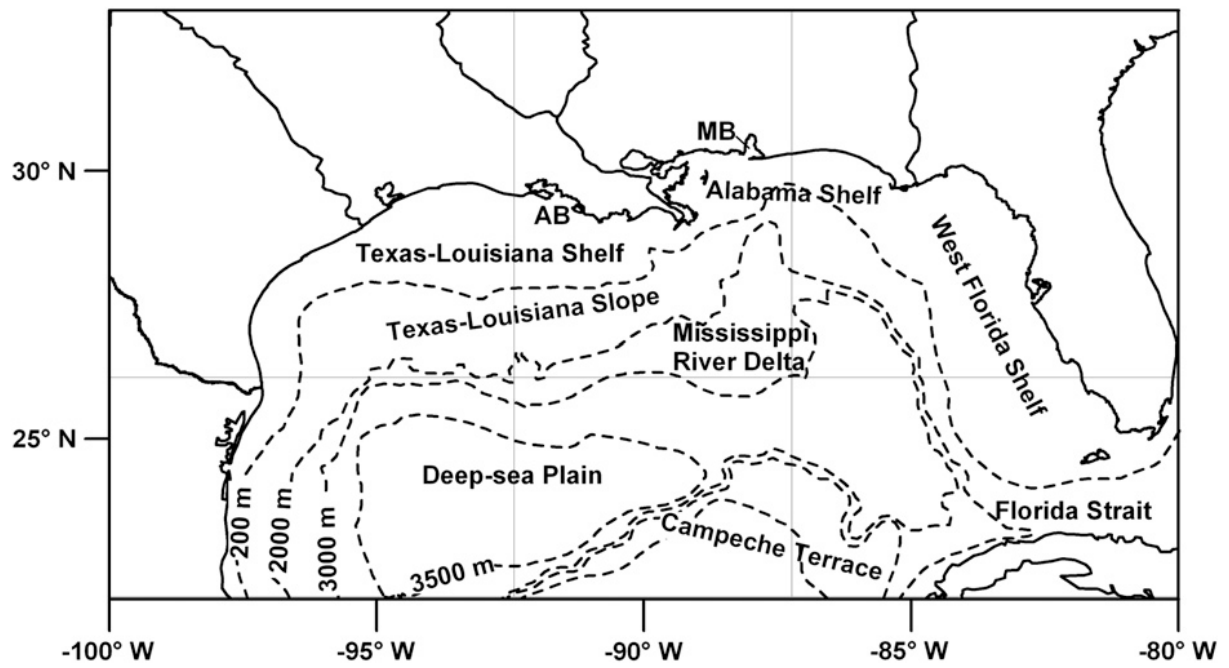 MB
30° N
Alabama Shelf
AB
Texas-Louisiana Shelf
West Florida Shelf
Texas-Louisiana Slope
Mississippi
River Delta
25° N
Deep-sea Plain
200 m
2000 m
3000 m
3500 m
Campeche Terrace
Florida Strait
-100° W
-95° W
-90° W
-85° W
-80° W